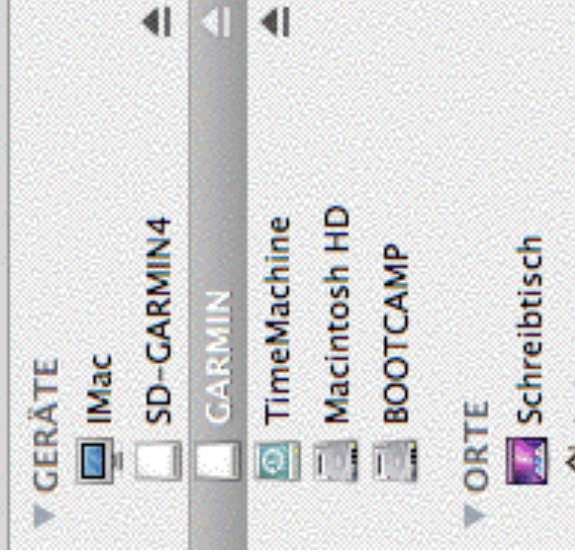 GERÄTE
IMac
SD-GARMIN4
GARMIN
TimeMachine
Macintosh HD
BOOTCAMP
ORTE
Schreibtisch